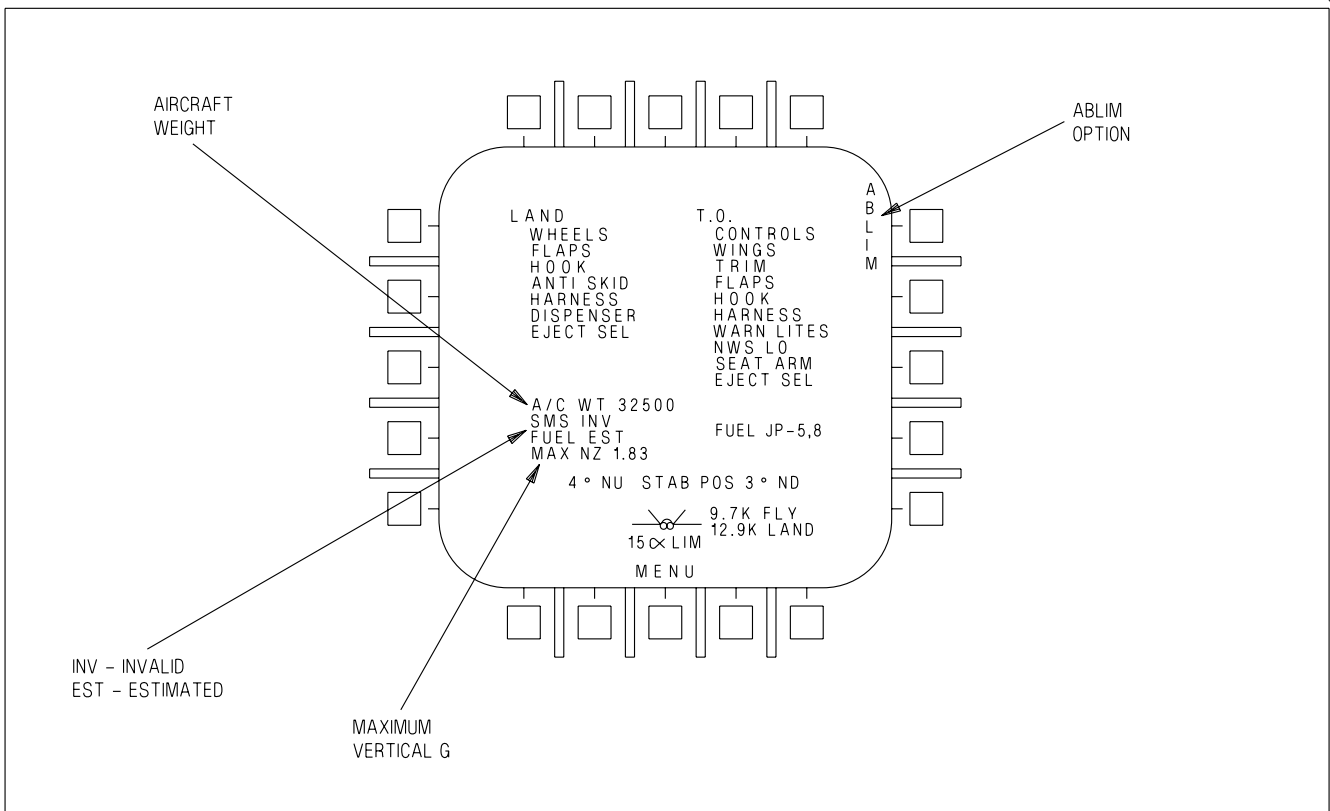 AIRCRAFT
WEIGHT
ABLIM
OPTION
ABLIM
LAND
WHEELS
FLAPS
HOOK
ANTI SKID
HARNESS
DISPENSER
EJECT SEL
T.O.
CONTROLS
WINGS
TRIM
FLAPS
HOOK
HARNESS
WARN LITES
NWS LO
SEAT ARM
EJECT SEL
A/C WT 32500
SMS INV
FUEL EST
MAX NZ 1.83
FUEL JP-5,8
4° NU STAB POS 3° ND
9.7K FLY
12.9K LAND
15 ∝ LIM
MENU
INV – INVALID
EST – ESTIMATED
MAXIMUM
VERTICAL G